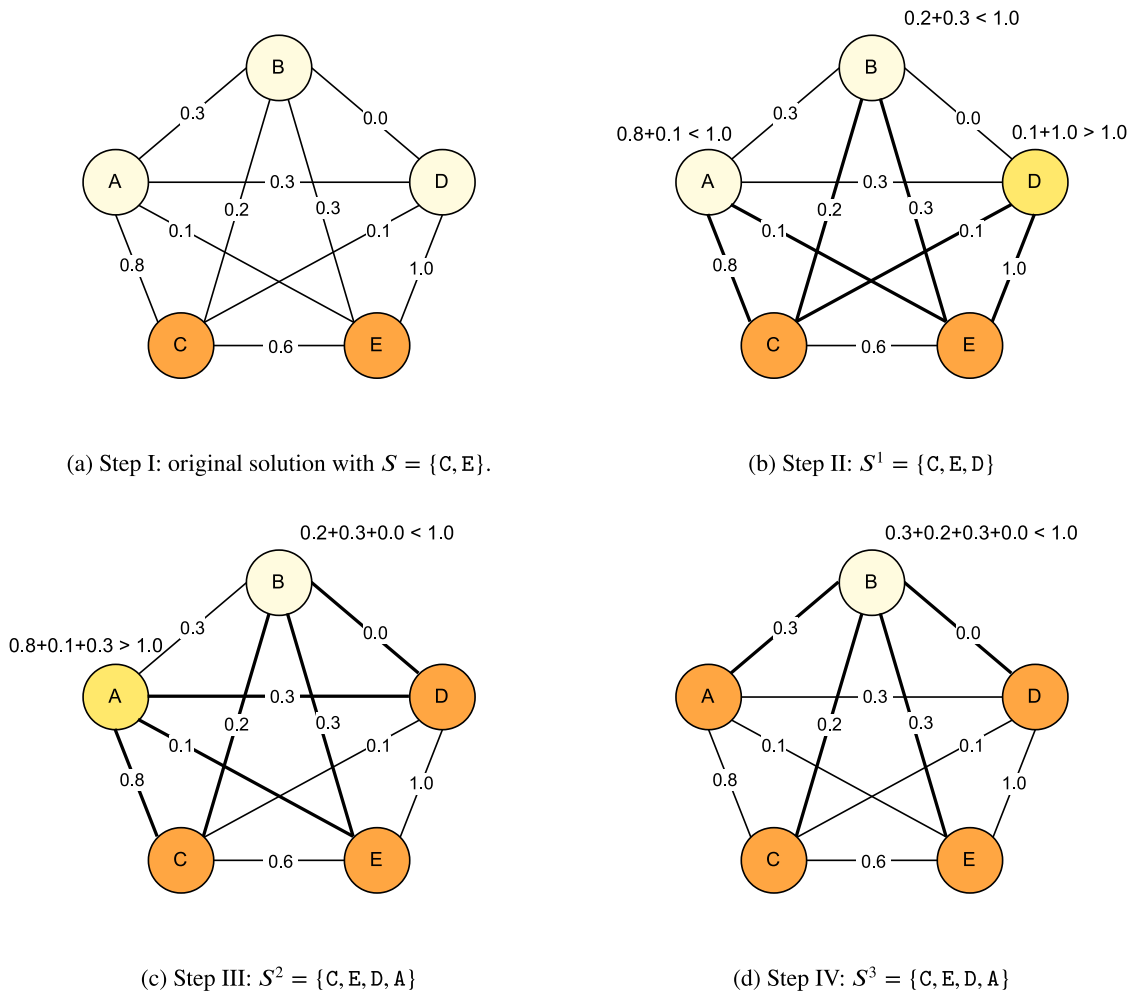 B
0.3
0.0
A
0.3
D
0.2
0.3
0.1
0.1
0.8
1.0
C
0.6
E
(a) Step I: original solution with S = {C, E}.
0.2+0.3 < 1.0
B
0.3
0.0
0.8+0.1 < 1.0
0.1+1.0 > 1.0
A
0.3
D
0.2
0.3
0.1
0.1
0.8
1.0
C
0.6
E
(b) Step II: S¹ = {C, E, D}
0.2+0.3+0.0 < 1.0
B
0.3
0.0
0.8+0.1+0.3 > 1.0
A
0.3
D
0.2
0.3
0.1
0.1
0.8
1.0
C
0.6
E
(c) Step III: S² = {C, E, D, A}
0.3+0.2+0.3+0.0 < 1.0
B
0.3
0.0
A
0.3
D
0.2
0.3
0.1
0.1
0.8
1.0
C
0.6
E
(d) Step IV: S³ = {C, E, D, A}